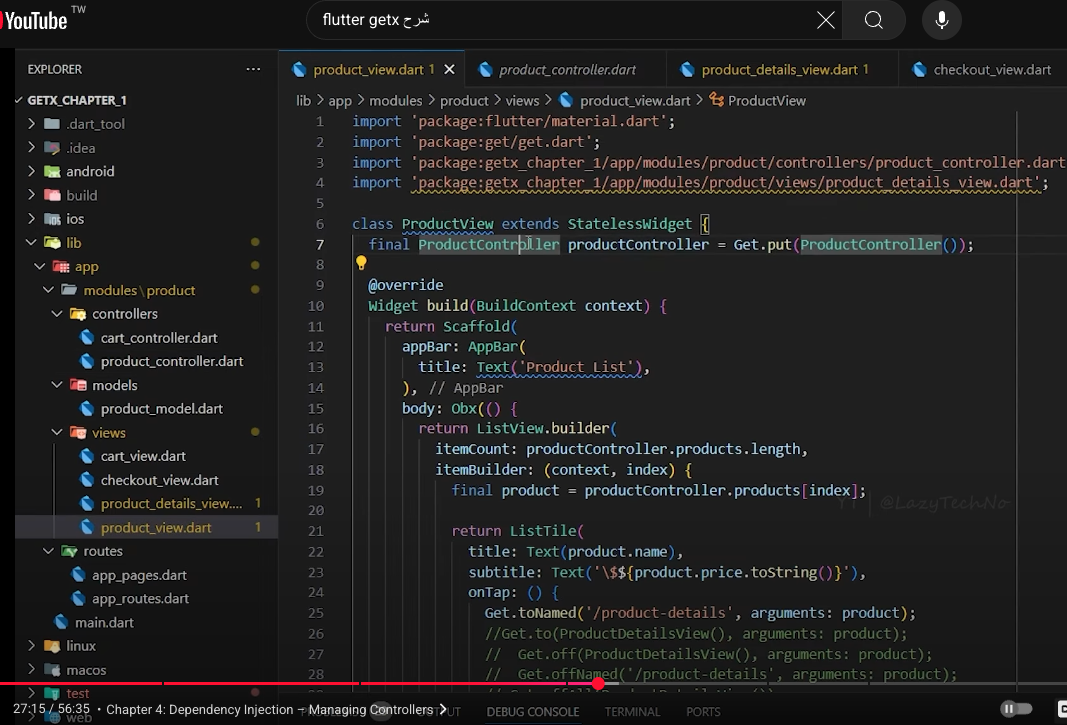 YouTube TW
flutter getx شرح
EXPLORER ...
product_view.dart 1
product_controller.dart
product_details_view.dart 1
checkout_view.dart
GETX_CHAPTER_1
.dart_tool
.idea
android
build
ios
lib
app
modules\product
controllers
cart_controller.dart
product_controller.dart
models
product_model.dart
views
cart_view.dart
checkout_view.dart
product_details_view.... 1
product_view.dart 1
routes
app_pages.dart
app_routes.dart
main.dart
linux
macos
test
web
lib > app > modules > product > views > product_view.dart > ProductView
1 import 'package:flutter/material.dart';
2 import 'package:get/get.dart';
3 import 'package:getx_chapter_1/app/modules/product/controllers/product_controller.dart
4 import 'package:getx_chapter_1/app/modules/product/views/product_details_view.dart';
5
6 class ProductView extends StatelessWidget {
7 final ProductController productController = Get.put(ProductController());
8
9 @override
10 Widget build(BuildContext context) {
11 return Scaffold(
12 appBar: AppBar(
13 title: Text('Product List'),
14 ), // AppBar
15 body: Obx(() {
16 return ListView.builder(
17 itemCount: productController.products.length,
18 itemBuilder: (context, index) {
19 final product = productController.products[index];
20
21 return ListTile(
22 title: Text(product.name),
23 subtitle: Text('\$${product.price.toString()}'),
24 onTap: () {
25 Get.toNamed('/product-details', arguments: product);
26 //Get.to(ProductDetailsView(), arguments: product);
27 // Get.off(ProductDetailsView(), arguments: product);
28 // Get.offNamed('/product-details', arguments: product);
YT | @LazyTechNo
27:15 / 56:35 • Chapter 4: Dependency Injection – Managing Controllers >
DEBUG CONSOLE
TERMINAL
PORTS